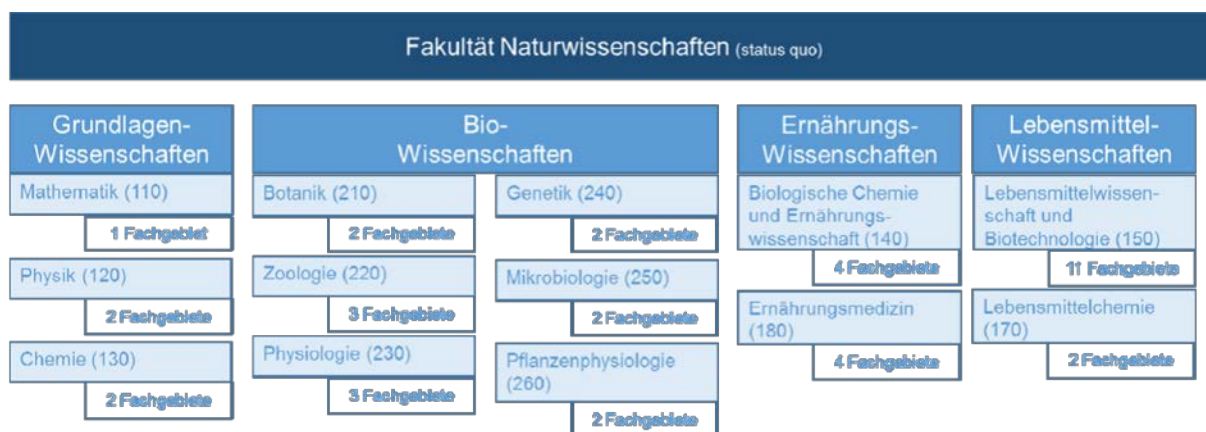 Fakultät Naturwissenschaften (status quo)
Grundlagen-
Wissenschaften
Mathematik (110)
1 Fachgebiet
Physik (120)
2 Fachgebiete
Chemie (130)
2 Fachgebiete
Bio-
Wissenschaften
Botanik (210)
2 Fachgebiete
Zoologie (220)
3 Fachgebiete
Physiologie (230)
3 Fachgebiete
Genetik (240)
2 Fachgebiete
Mikrobiologie (250)
2 Fachgebiete
Pflanzenphysiologie
(260)
2 Fachgebiete
Ernährungs-
Wissenschaften
Biologische Chemie
und Ernährungs-
wissenschaft (140)
4 Fachgebiete
Ernährungsmedizin
(180)
4 Fachgebiete
Lebensmittel-
Wissenschaften
Lebensmittelwissen-
schaft und
Biotechnologie (150)
11 Fachgebiete
Lebensmittelchemie
(170)
2 Fachgebiete